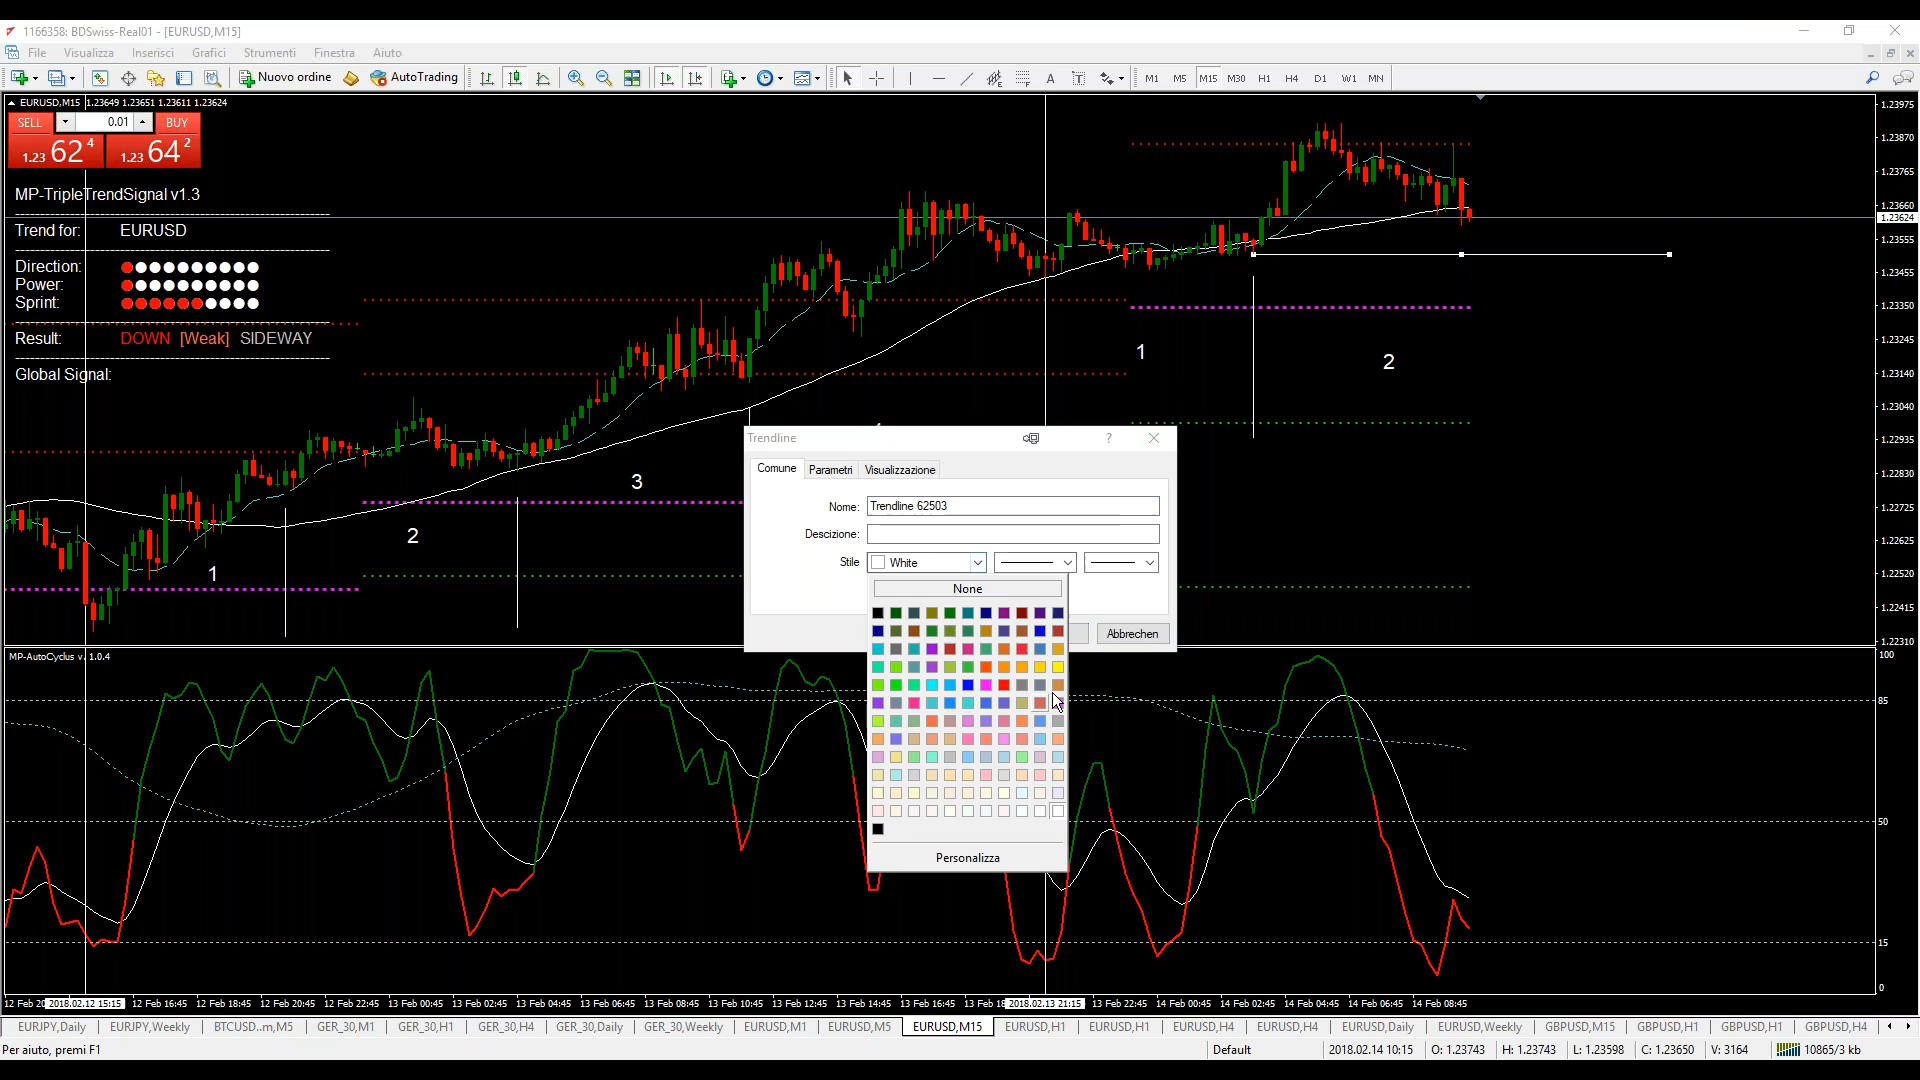 1166358: BDSwiss-Real01 - [EURUSD,M15]
File Visualizza Inserisci Grafici Strumenti Finestra Aiuto
Nuovo ordine AutoTrading A T M1 M5 M15 M30 H1 H4 D1 W1 MN
EURUSD,M15 1.23649 1.23651 1.23611 1.23624
SELL 0.01 BUY
1.23 62 4 1.23 64 2
MP-TripleTrendSignal v1.3
Trend for: EURUSD
Direction:
Power:
Sprint:
Result: DOWN [Weak] SIDEWAY
Global Signal:
1
2
3
1
2
1.23975
1.23870
1.23765
1.23660
1.23624
1.23555
1.23455
1.23350
1.23245
1.23140
1.23040
1.22935
1.22830
1.22725
1.22625
1.22520
1.22415
1.22310
Trendline ?
Comune Parametri Visualizzazione
Nome: Trendline 62503
Descizione:
Stile White
None
Abbrechen
Personalizza
MP-AutoCyclus v.1.0.4
100
85
50
15
0
12 Feb 20 2018.02.12 15:15 12 Feb 16:45 12 Feb 18:45 12 Feb 20:45 12 Feb 22:45 13 Feb 00:45 13 Feb 02:45 13 Feb 04:45 13 Feb 06:45 13 Feb 08:45 13 Feb 10:45 13 Feb 12:45 13 Feb 14:45 13 Feb 16:45 13 Feb 18 2018.02.13 21:15 13 Feb 22:45 14 Feb 00:45 14 Feb 02:45 14 Feb 04:45 14 Feb 06:45 14 Feb 08:45
EURJPY,Daily EURJPY,Weekly BTCUSD..m,M5 GER_30,M1 GER_30,H1 GER_30,H4 GER_30,Daily GER_30,Weekly EURUSD,M1 EURUSD,M5 EURUSD,M15 EURUSD,H1 EURUSD,H1 EURUSD,H4 EURUSD,H4 EURUSD,Daily EURUSD,Weekly GBPUSD,M15 GBPUSD,H1 GBPUSD,H1 GBPUSD,H4
Per aiuto, premi F1 Default 2018.02.14 10:15 O: 1.23743 H: 1.23743 L: 1.23598 C: 1.23650 V: 3164 10865/3 kb